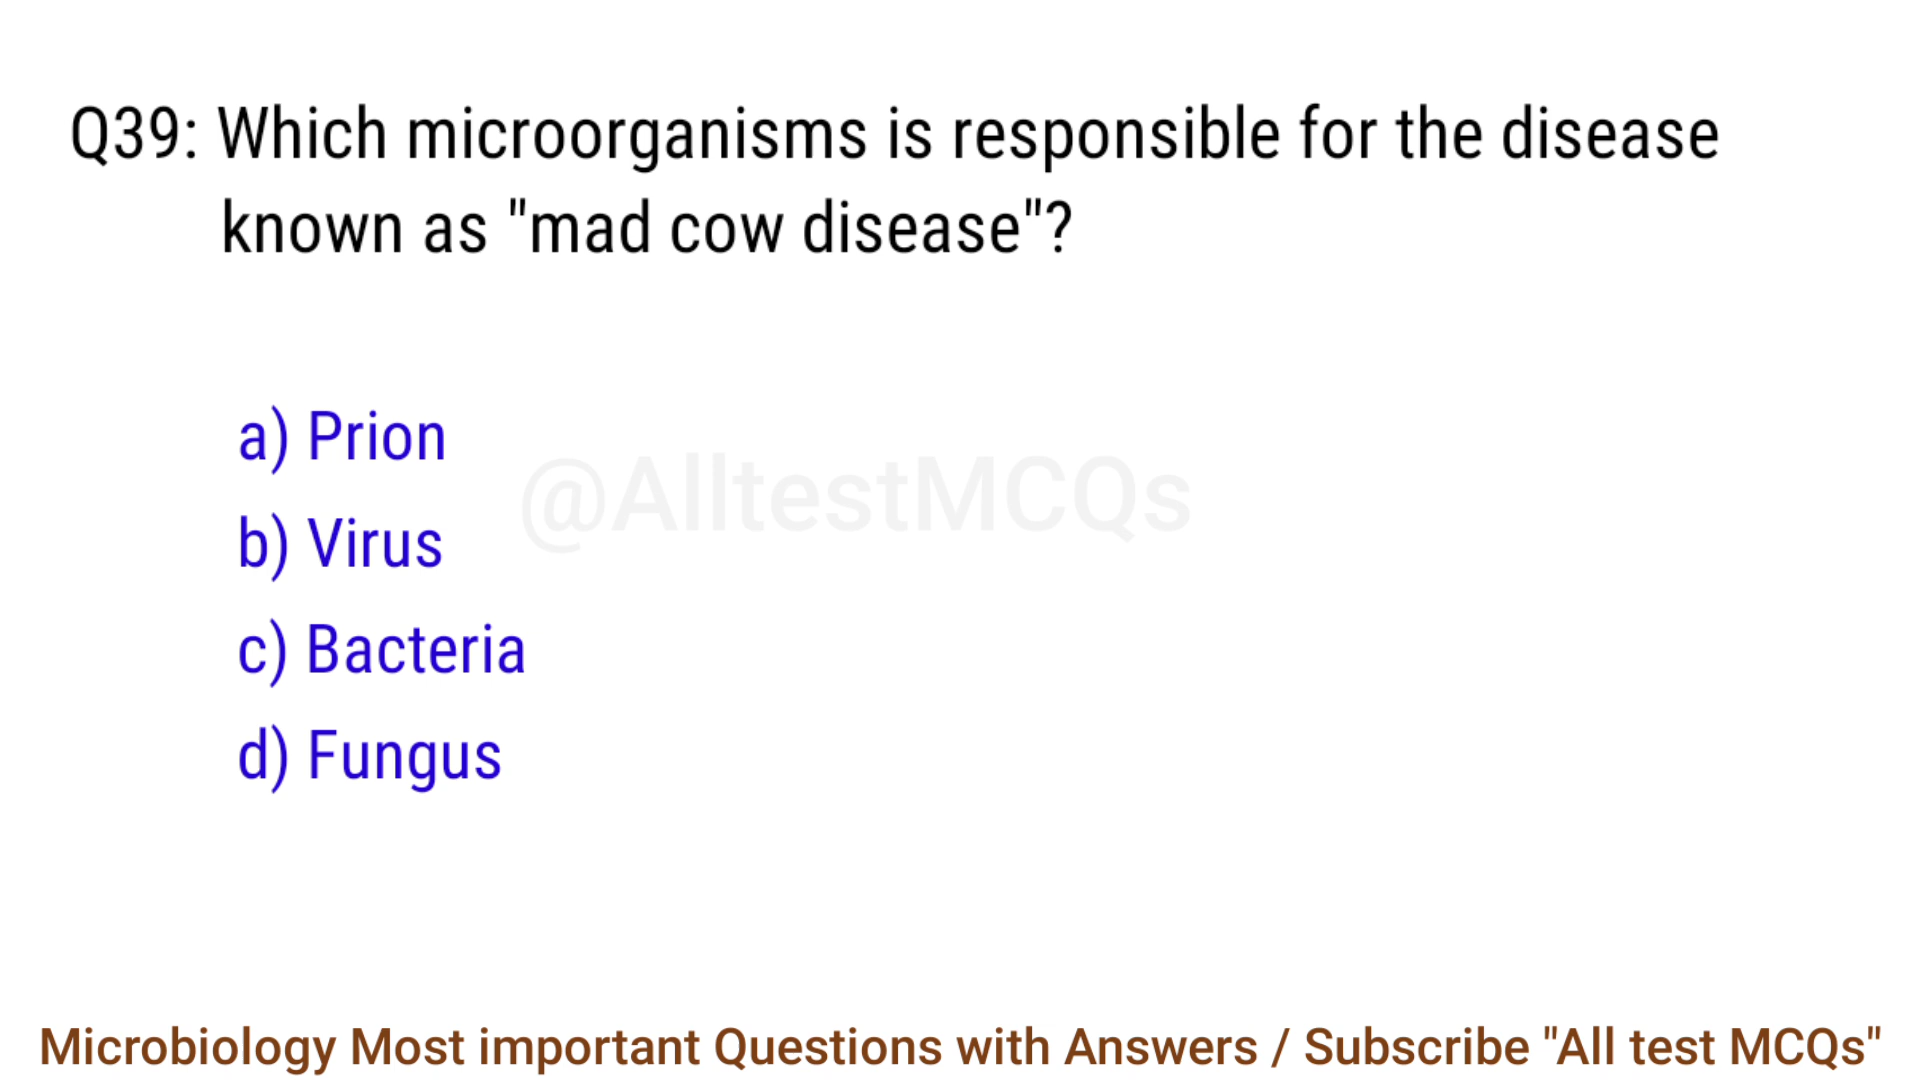 Q39: Which microorganisms is responsible for the disease
known as "mad cow disease"?
a) Prion
@AlltestMCQs
b) Virus
c) Bacteria
d) Fungus
Microbiology Most important Questions with Answers / Subscribe "All test MCQs"